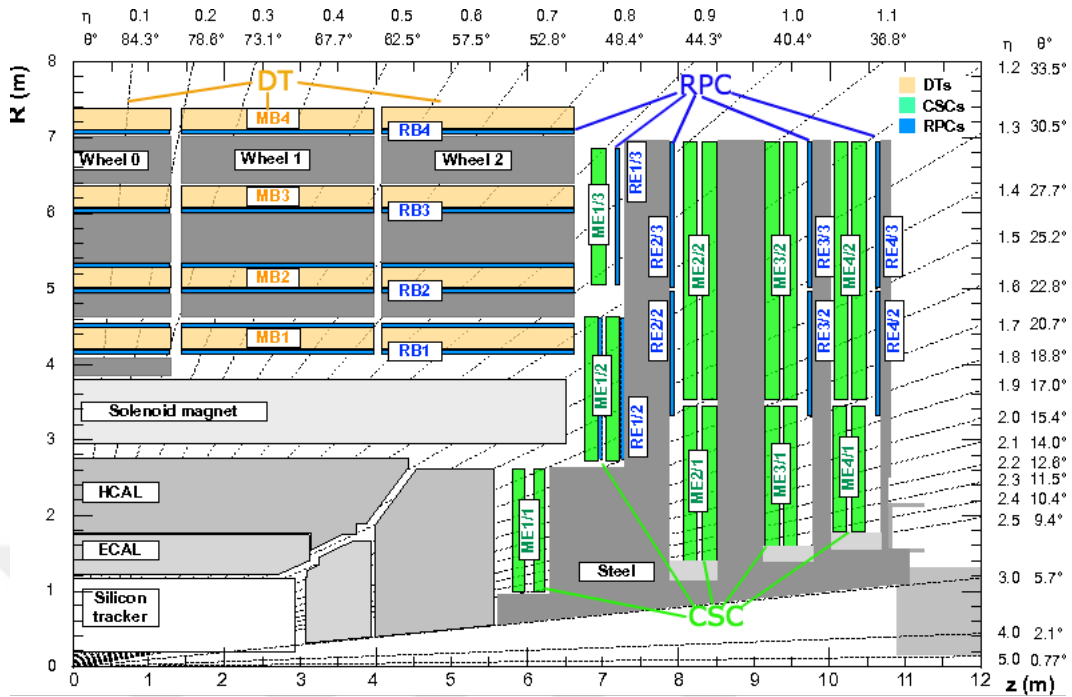 η 0.1 0.2 0.3 0.4 0.5 0.6 0.7 0.8 0.9 1.0 1.1
θ° 84.3° 78.6° 73.1° 67.7° 62.5° 57.5° 52.8° 48.4° 44.3° 40.4° 36.8° η θ°
R (m)
8
7
6
5
4
3
2
1
0
DT
RPC
DTs
CSCs
RPCs
MB4
RB4
Wheel 0
Wheel 1
Wheel 2
MB3
RB3
MB2
RB2
MB1
RB1
Solenoid magnet
HCAL
ECAL
Silicon
tracker
Steel
CSC
ME1/3
RE1/3
RE2/3
ME2/2
ME3/2
RE3/3
ME4/2
RE4/3
ME1/2
RE1/2
RE2/2
RE3/2
RE4/2
ME1/1
ME2/1
ME3/1
ME4/1
1.2 33.5°
1.3 30.5°
1.4 27.7°
1.5 25.2°
1.6 22.8°
1.7 20.7°
1.8 18.8°
1.9 17.0°
2.0 15.4°
2.1 14.0°
2.2 12.6°
2.3 11.5°
2.4 10.4°
2.5 9.4°
3.0 5.7°
4.0 2.1°
5.0 0.77°
0 1 2 3 4 5 6 7 8 9 10 11 12
z (m)